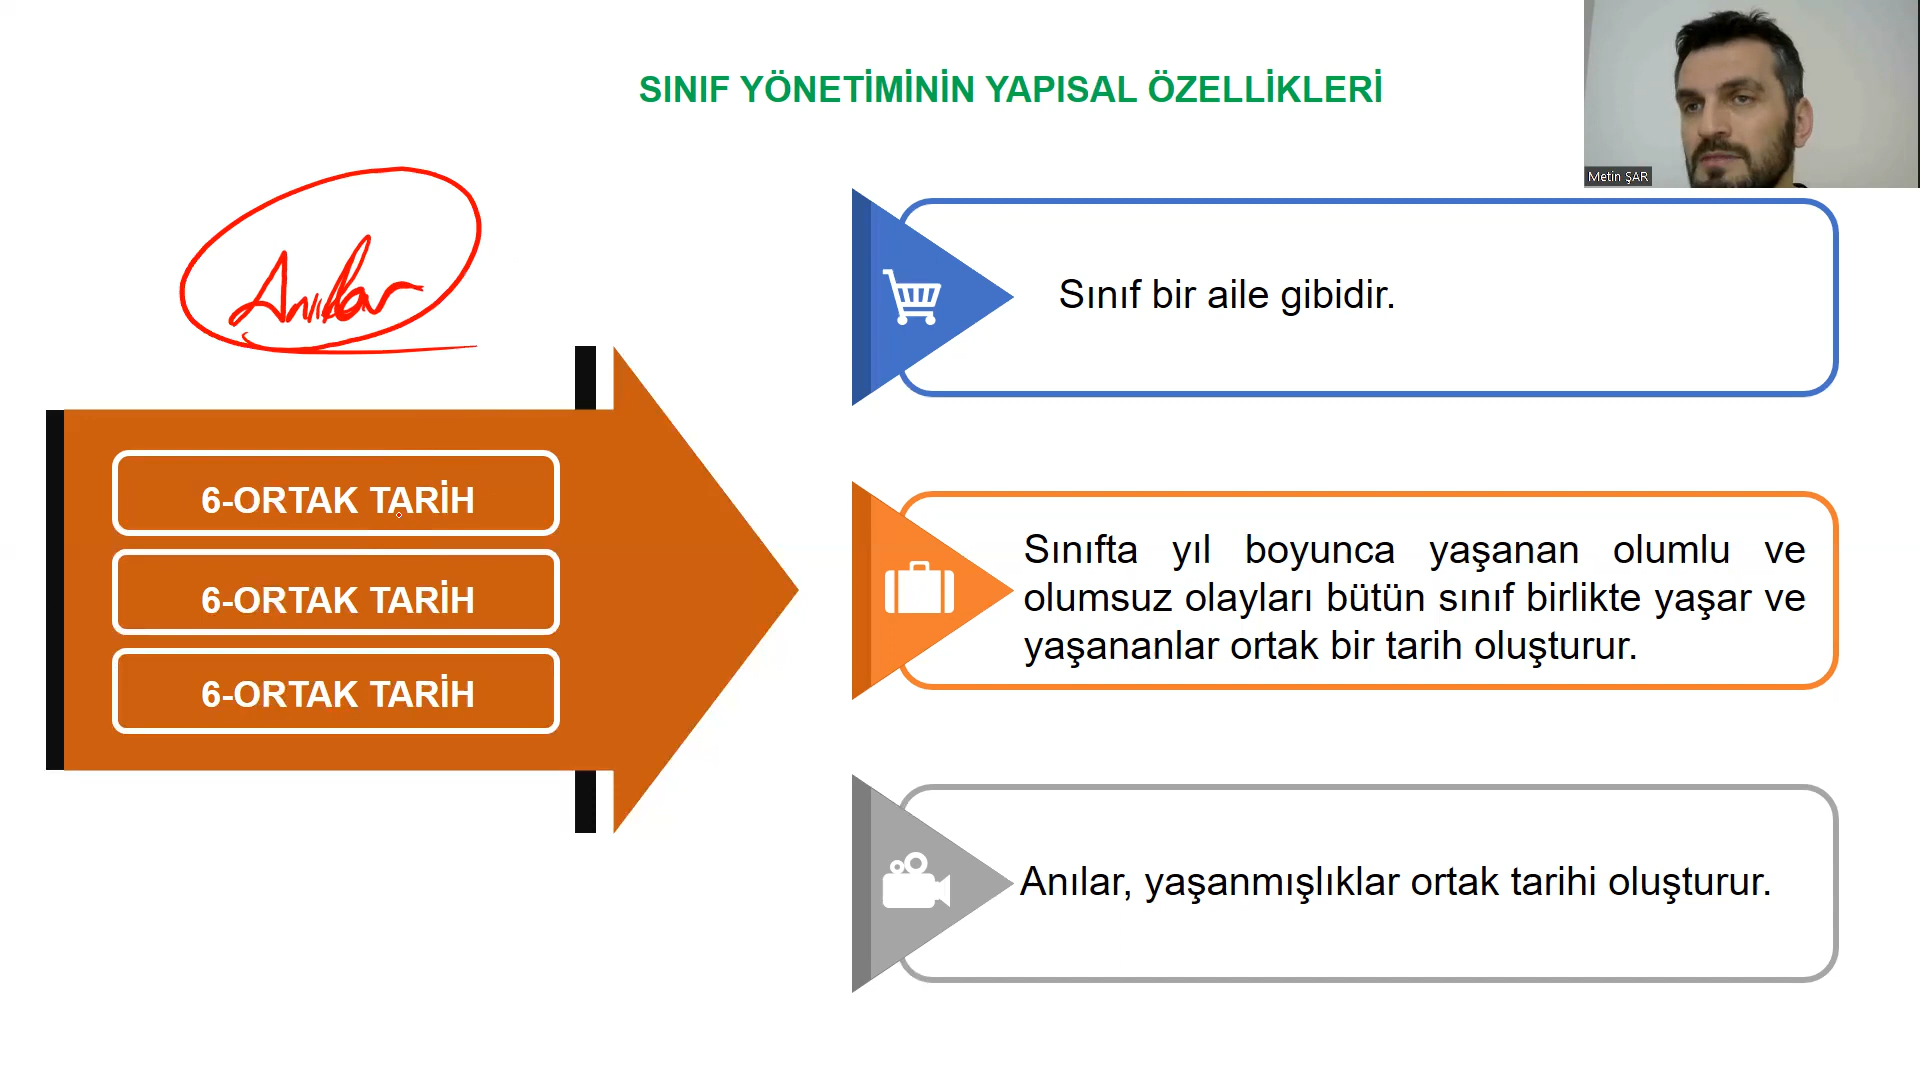 SINIF YÖNETİMİNİN YAPISAL ÖZELLİKLERİ
Metin ŞAR
Anılar
6-ORTAK TARİH
6-ORTAK TARİH
6-ORTAK TARİH
Sınıf bir aile gibidir.
Sınıfta yıl boyunca yaşanan olumlu ve
olumsuz olayları bütün sınıf birlikte yaşar ve
yaşananlar ortak bir tarih oluşturur.
Anılar, yaşanmışlıklar ortak tarihi oluşturur.